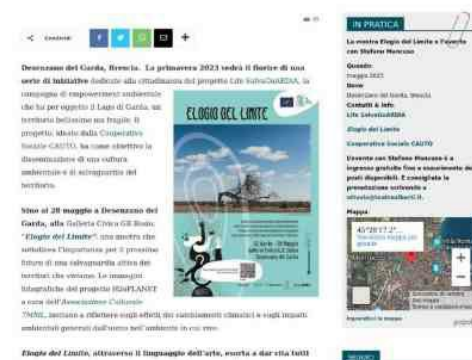 Condividi
Desenzano del Garda, Brescia. La primavera 2023 vedrà il fiorire di una
serie di iniziative dedicate alla cittadinanza del progetto Life SalvaGuARDA, la
campagna di empowerment ambientale
che ha per oggetto il Lago di Garda, un
territorio bellissimo ma fragile. Il
progetto, ideato dalla Cooperativa
Sociale CAUTO, ha come obiettivo la
disseminazione di una cultura
ambientale e di salvaguardia del
territorio.
ELOGIO DEL LIMITE
Sino al 28 maggio a Desenzano del
Garda, alla Galleria Civica GB Bosio,
"Elogio del Limite", una mostra che
sottolinea l'importanza per il prossimo
futuro di una salvaguardia attiva dei
territori che viviamo. Le immagini
fotografiche del progetto
a cura dell'Associazione Culturale
invitano a riflettere sugli effetti dei cambiamenti climatici e sugli impatti
ambientali generati dall'uomo nell'ambiente in cui vive.
Elogio del Limite, attraverso il linguaggio dell'arte, esorta a dar vita tutti
IN PRATICA
La mostra Elogio del Limite e l'evento
con Stefano Mancuso
Quando:
maggio 2023
Dove
Desenzano del Garda, Brescia
Contatti & info:
Elogio del Limite
Cooperativa Sociale CAUTO
L'evento con Stefano Mancuso è a
ingresso gratuito fino a esaurimento dei
posti disponibili. È consigliata la
prenotazione scrivendo a
Mappa:
Ingrandisci la mappa